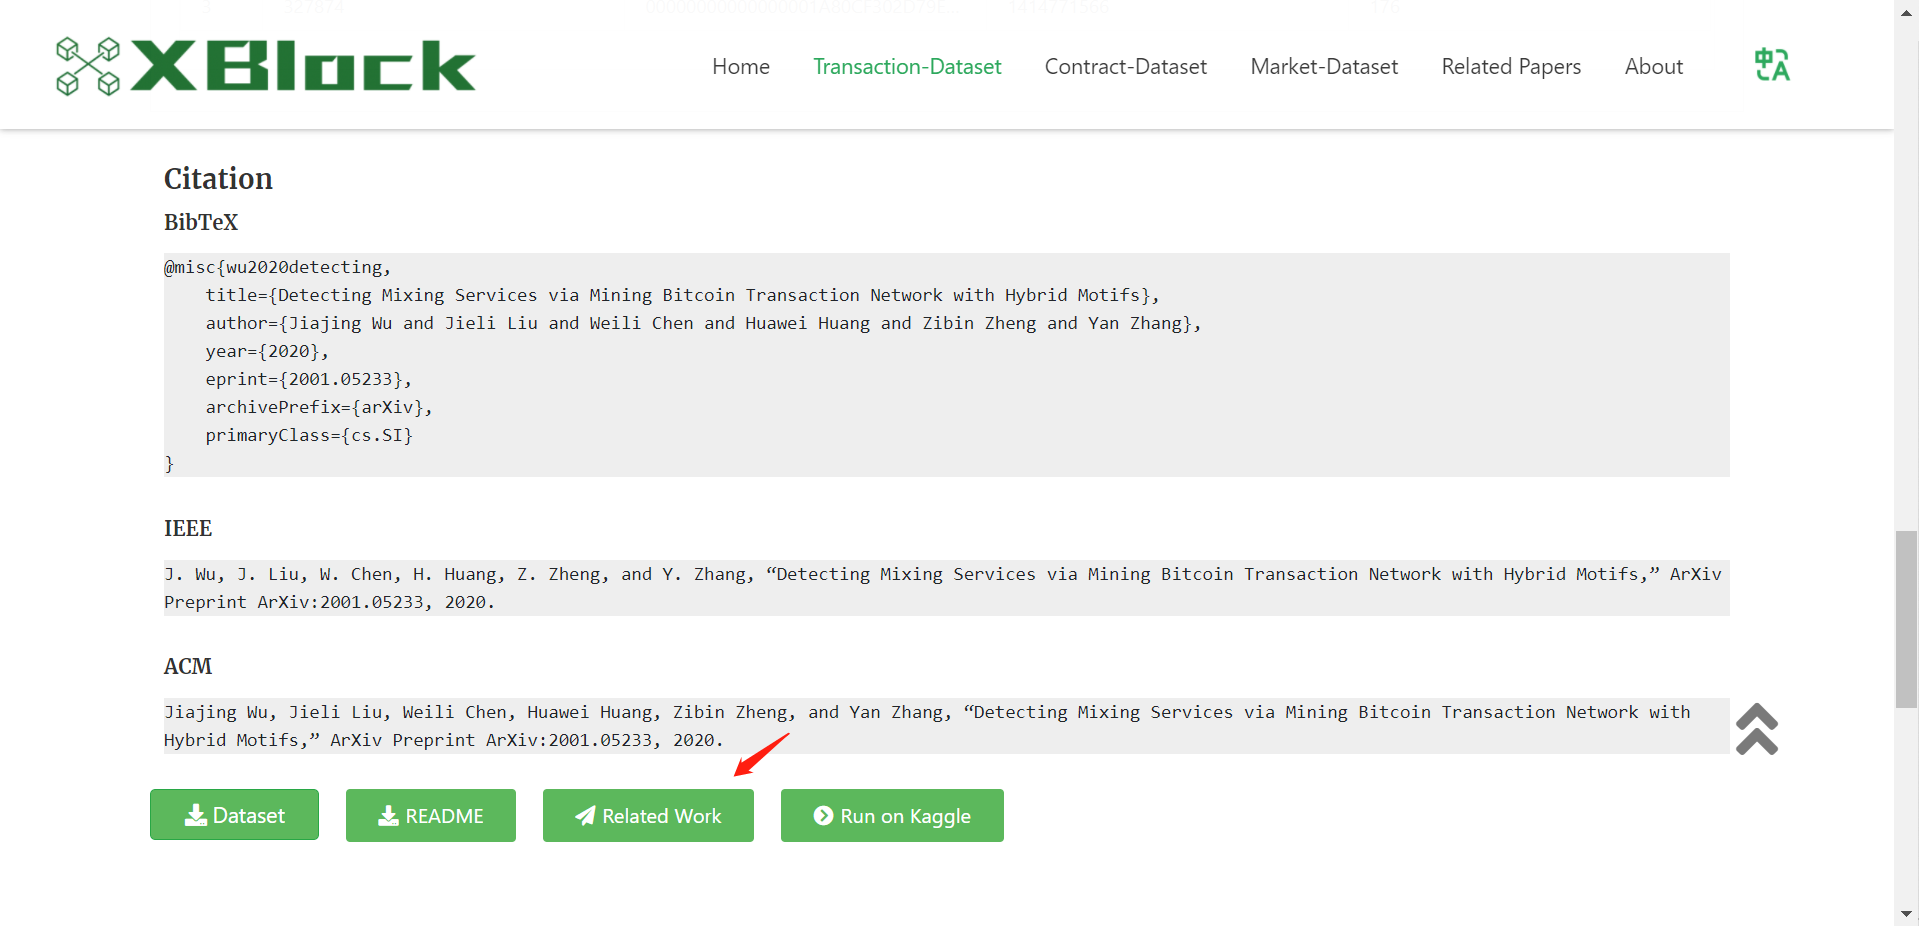 3 327874 176
XBlock
Home Transaction-Dataset Contract-Dataset Market-Dataset Related Papers About
中A
Citation
BibTeX
@misc{wu2020detecting,
title={Detecting Mixing Services via Mining Bitcoin Transaction Network with Hybrid Motifs},
author={Jiajing Wu and Jieli Liu and Weili Chen and Huawei Huang and Zibin Zheng and Yan Zhang},
year={2020},
eprint={2001.05233},
archivePrefix={arXiv},
primaryClass={cs.SI}
}
IEEE
J. Wu, J. Liu, W. Chen, H. Huang, Z. Zheng, and Y. Zhang, “Detecting Mixing Services via Mining Bitcoin Transaction Network with Hybrid Motifs,” ArXiv
Preprint ArXiv:2001.05233, 2020.
ACM
Jiajing Wu, Jieli Liu, Weili Chen, Huawei Huang, Zibin Zheng, and Yan Zhang, “Detecting Mixing Services via Mining Bitcoin Transaction Network with
Hybrid Motifs,” ArXiv Preprint ArXiv:2001.05233, 2020.
Dataset README Related Work Run on Kaggle